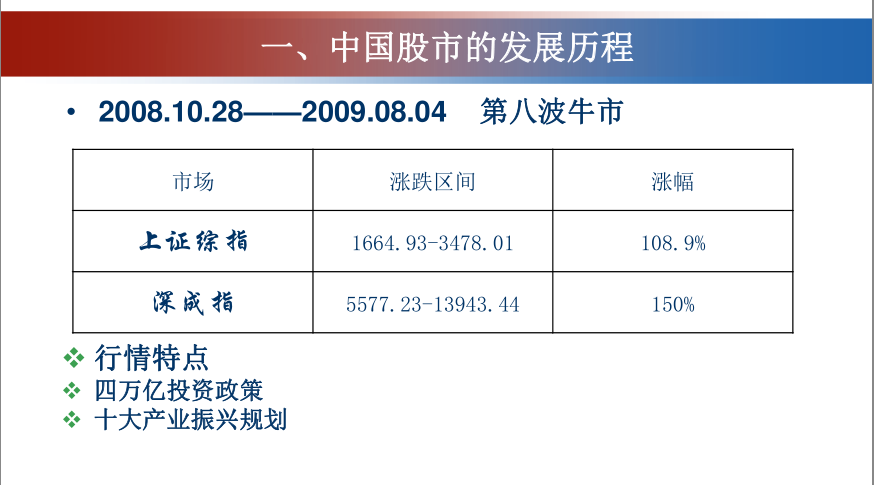 一、中国股市的发展历程
• 2008.10.28——2009.08.04 第八波牛市
市场 涨跌区间 涨幅
上证综指 1664.93-3478.01 108.9%
深成指 5577.23-13943.44 150%
❖ 行情特点
❖ 四万亿投资政策
❖ 十大产业振兴规划